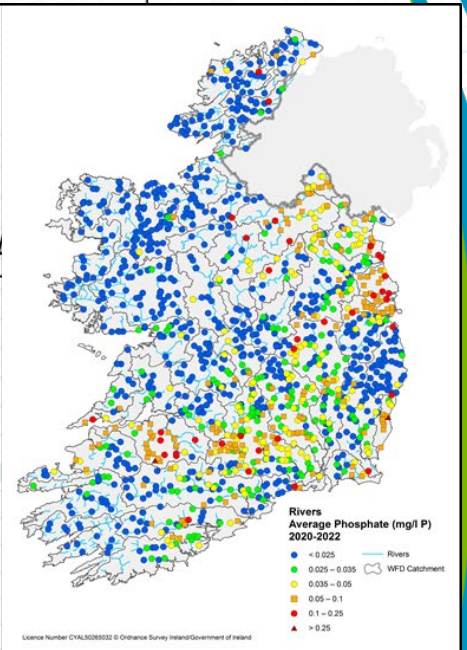 Rivers
Average Phosphate (mg/l P)
2020-2022
< 0.025
0.025 – 0.035
0.035 – 0.05
0.05 – 0.1
0.1 – 0.25
> 0.25
Rivers
WFD Catchment
Licence Number CYAL50265032 © Ordnance Survey Ireland/Government of Ireland